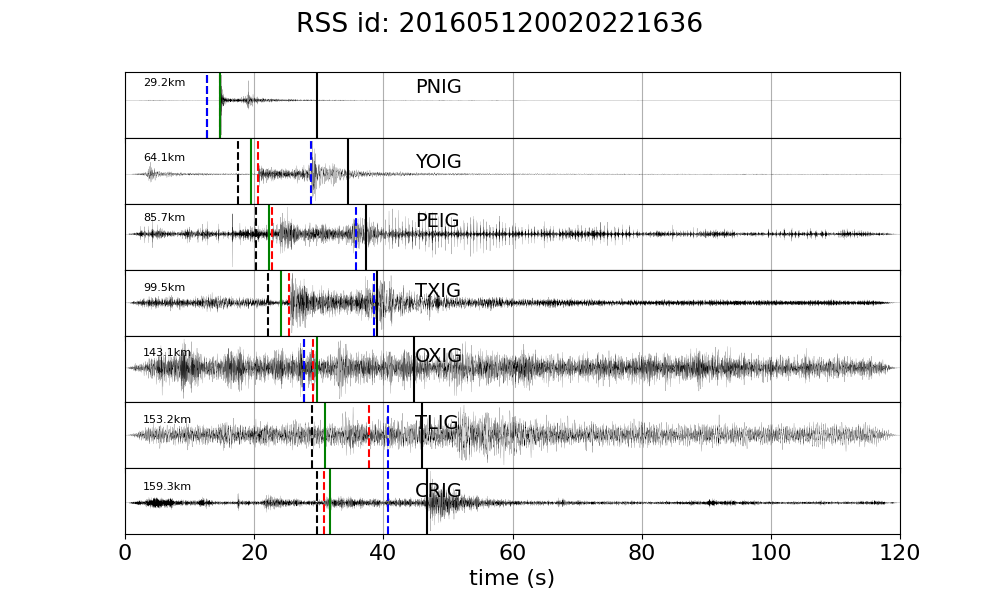 RSS id: 201605120020221636
29.2km PNIG
64.1km YOIG
85.7km PEIG
99.5km TXIG
143.1km OXIG
153.2km TLIG
159.3km CRIG
0 20 40 60 80 100 120
time (s)